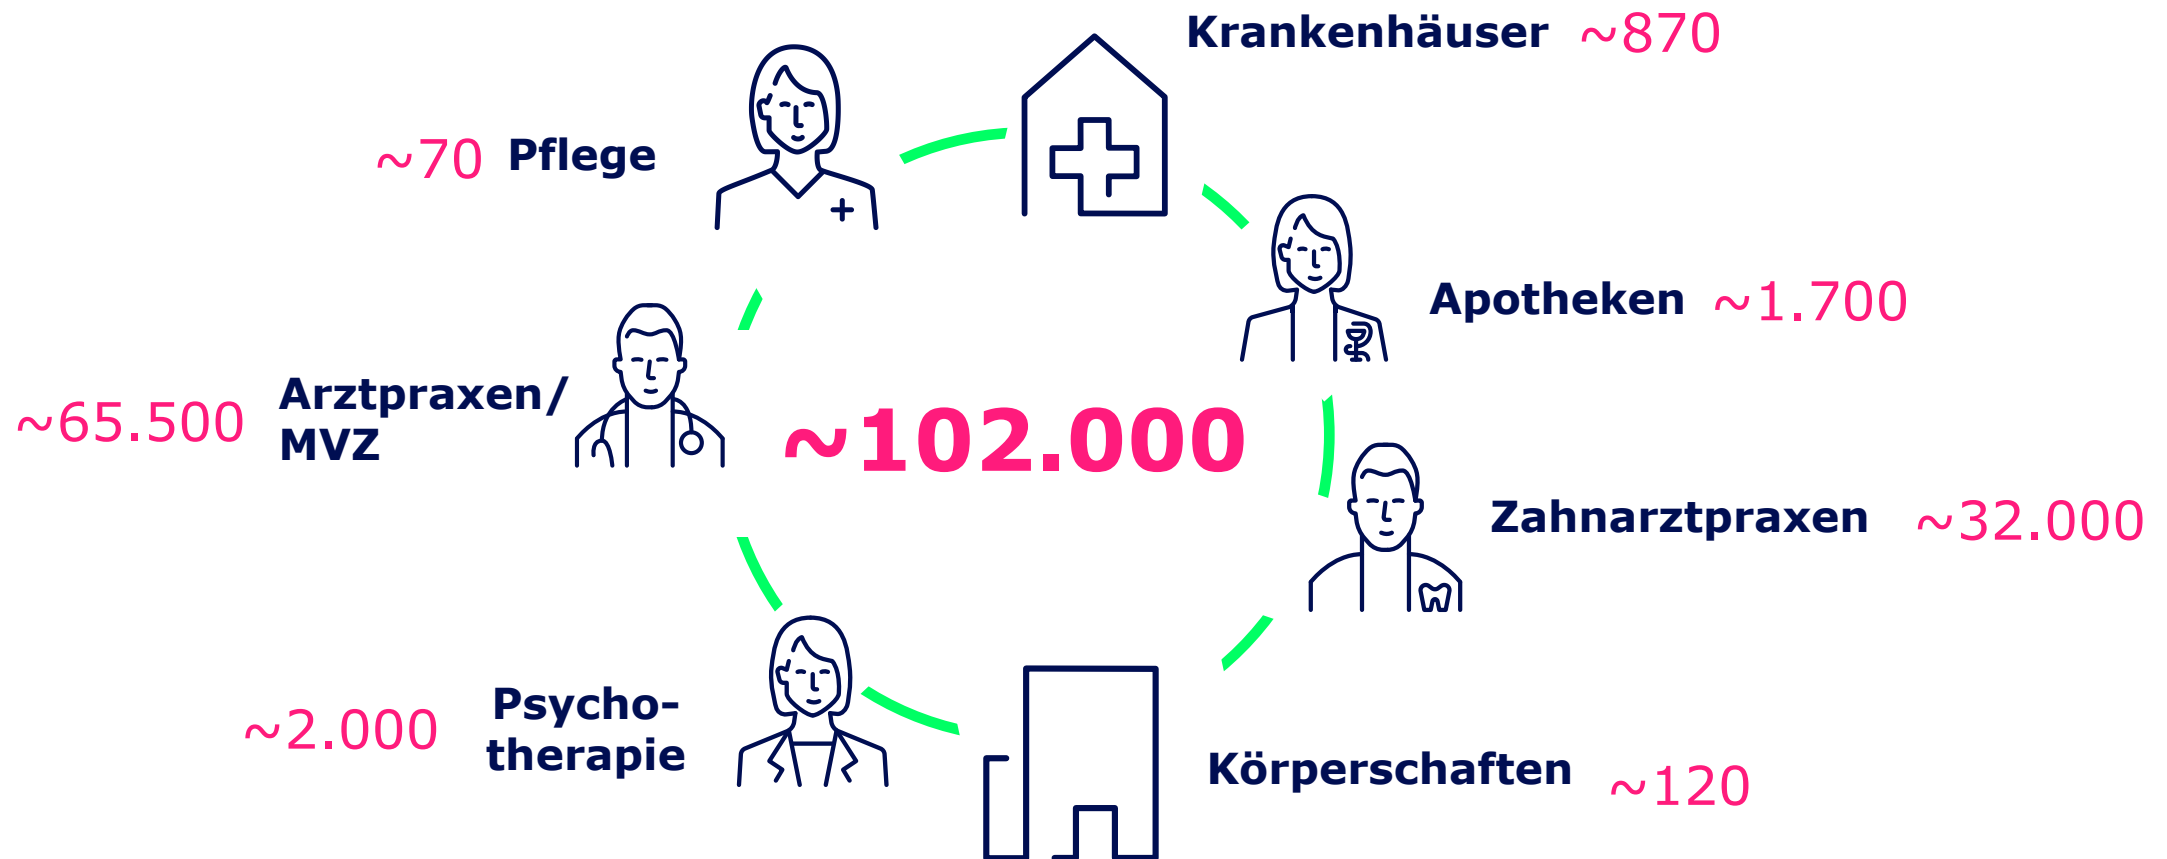 Krankenhäuser ~870
~70 Pflege
Apotheken ~1.700
~65.500 Arztpraxen/
MVZ
~102.000
Zahnarztpraxen ~32.000
~2.000 Psycho-
therapie
Körperschaften ~120